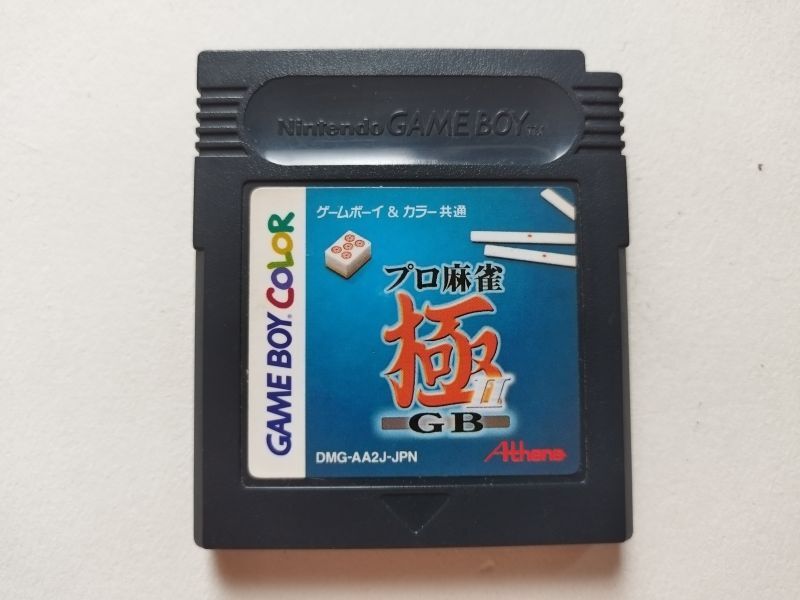 Nintendo GAME BOY TM
GAME BOY COLOR
ゲームボーイ & カラー共通
プロ麻雀
極 II
GB
DMG-AA2J-JPN
Athena